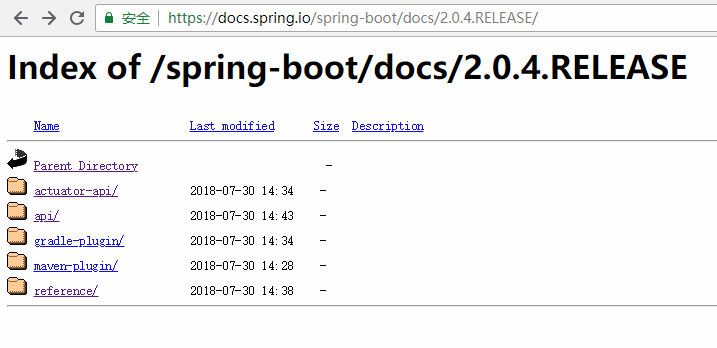 安全 https://docs.spring.io/spring-boot/docs/2.0.4.RELEASE/
Index of /spring-boot/docs/2.0.4.RELEASE
Name Last modified Size Description
Parent Directory -
actuator-api/ 2018-07-30 14:34 -
api/ 2018-07-30 14:43 -
gradle-plugin/ 2018-07-30 14:34 -
maven-plugin/ 2018-07-30 14:28 -
reference/ 2018-07-30 14:38 -